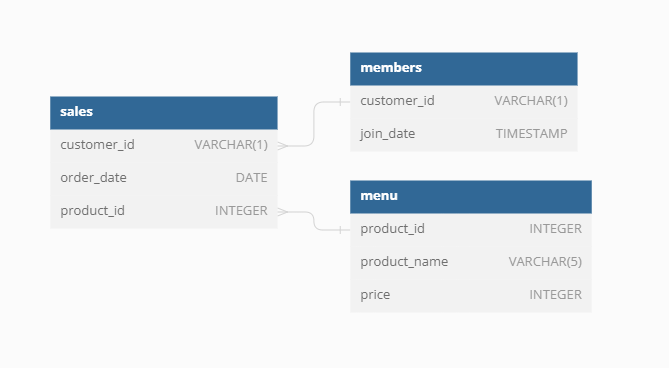 sales
customer_id VARCHAR(1)
order_date DATE
product_id INTEGER
members
customer_id VARCHAR(1)
join_date TIMESTAMP
menu
product_id INTEGER
product_name VARCHAR(5)
price INTEGER